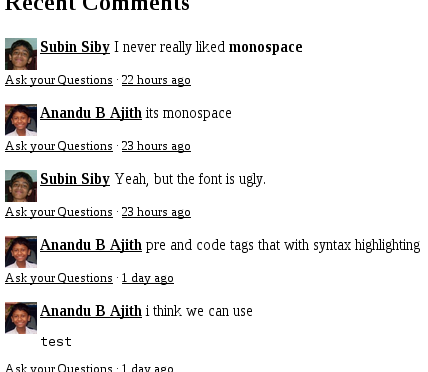 Recent Comments
Subin Siby I never really liked monospace
Ask your Questions · 22 hours ago
Anandu B Ajith its monospace
Ask your Questions · 23 hours ago
Subin Siby Yeah, but the font is ugly.
Ask your Questions · 23 hours ago
Anandu B Ajith pre and code tags that with syntax highlighting
Ask your Questions · 1 day ago
Anandu B Ajith i think we can use
test
Ask your Questions · 1 day ago